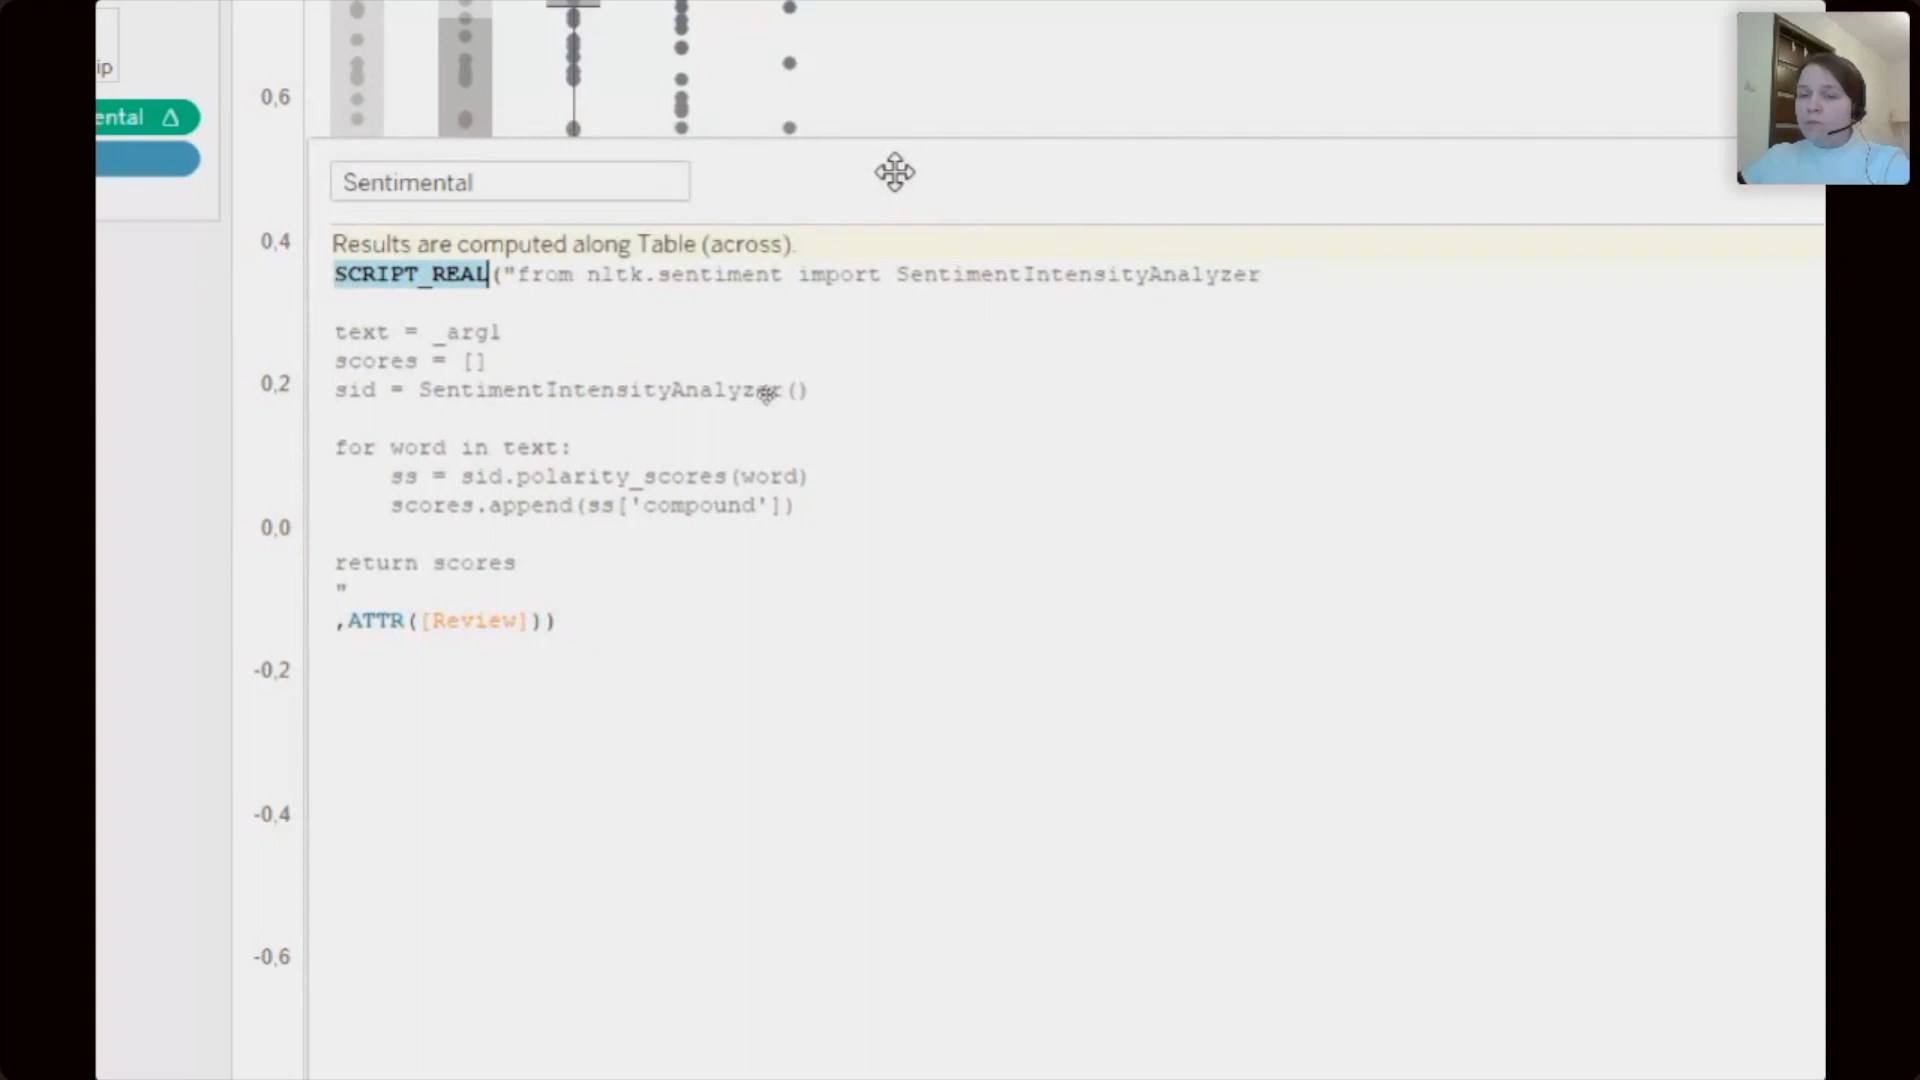 ip
ental Δ
0,6
0,4
0,2
0,0
-0,2
-0,4
-0,6
Sentimental
Results are computed along Table (across).
SCRIPT_REAL("from nltk.sentiment import SentimentIntensityAnalyzer
text = _arg1
scores = []
sid = SentimentIntensityAnalyzer()
for word in text:
ss = sid.polarity_scores(word)
scores.append(ss['compound'])
return scores
"
,ATTR([Review]))